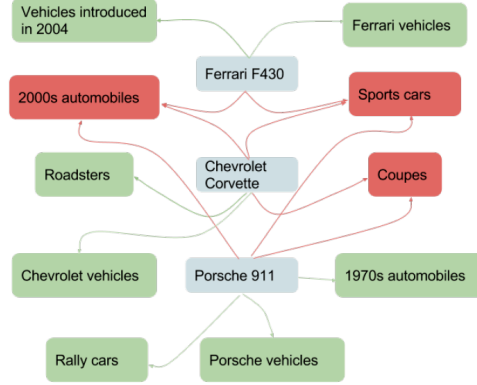 Vehicles introduced
in 2004
Ferrari vehicles
Ferrari F430
2000s automobiles
Sports cars
Roadsters
Chevrolet
Corvette
Coupes
Chevrolet vehicles
Porsche 911
1970s automobiles
Rally cars
Porsche vehicles